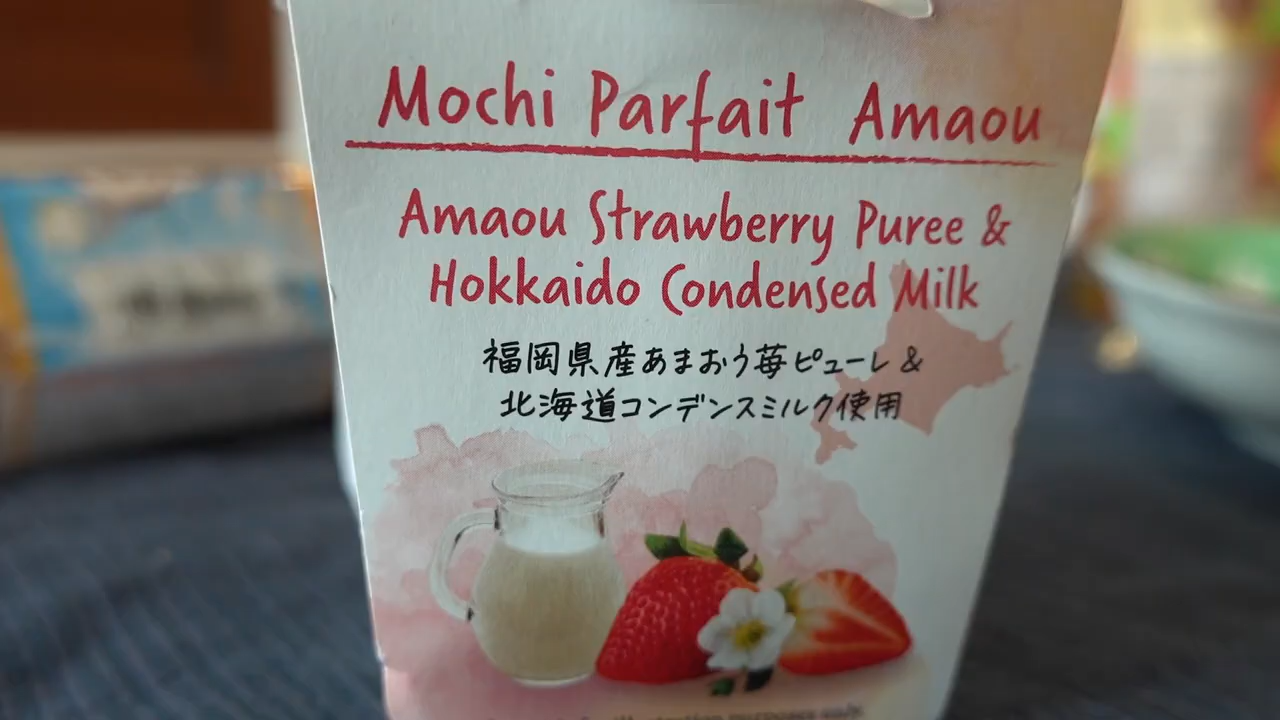 Mochi Parfait Amaou
Amaou Strawberry Puree &
Hokkaido Condensed Milk
福岡県産あまおう苺ピューレ &
北海道コンデンスミルク使用